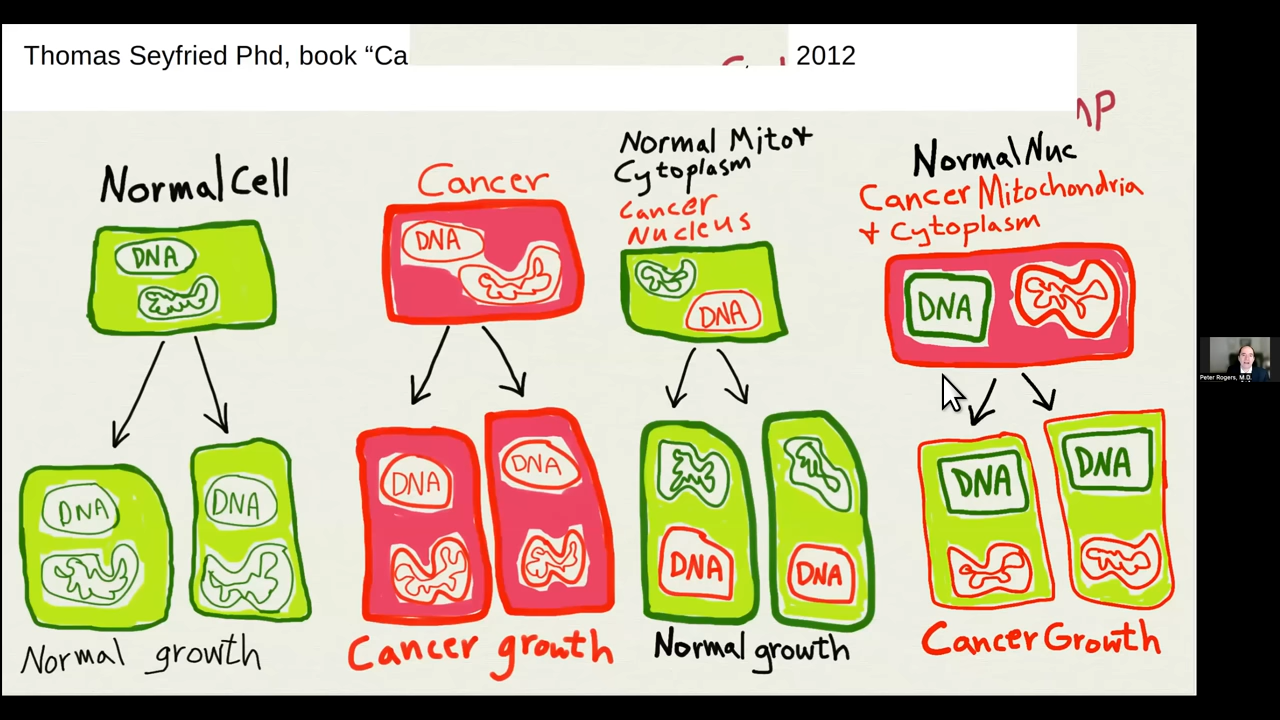 Thomas Seyfried Phd, book “Ca
2012
Normal Cell
DNA
DNA
DNA
Normal growth
Cancer
DNA
DNA
DNA
Cancer growth
Normal Mito &
Cytoplasm
Cancer
Nucleus
DNA
DNA
DNA
Normal growth
Normal Nuc
Cancer Mitochondria
& Cytoplasm
DNA
DNA
DNA
Cancer Growth
Peter Rogers, M.D.